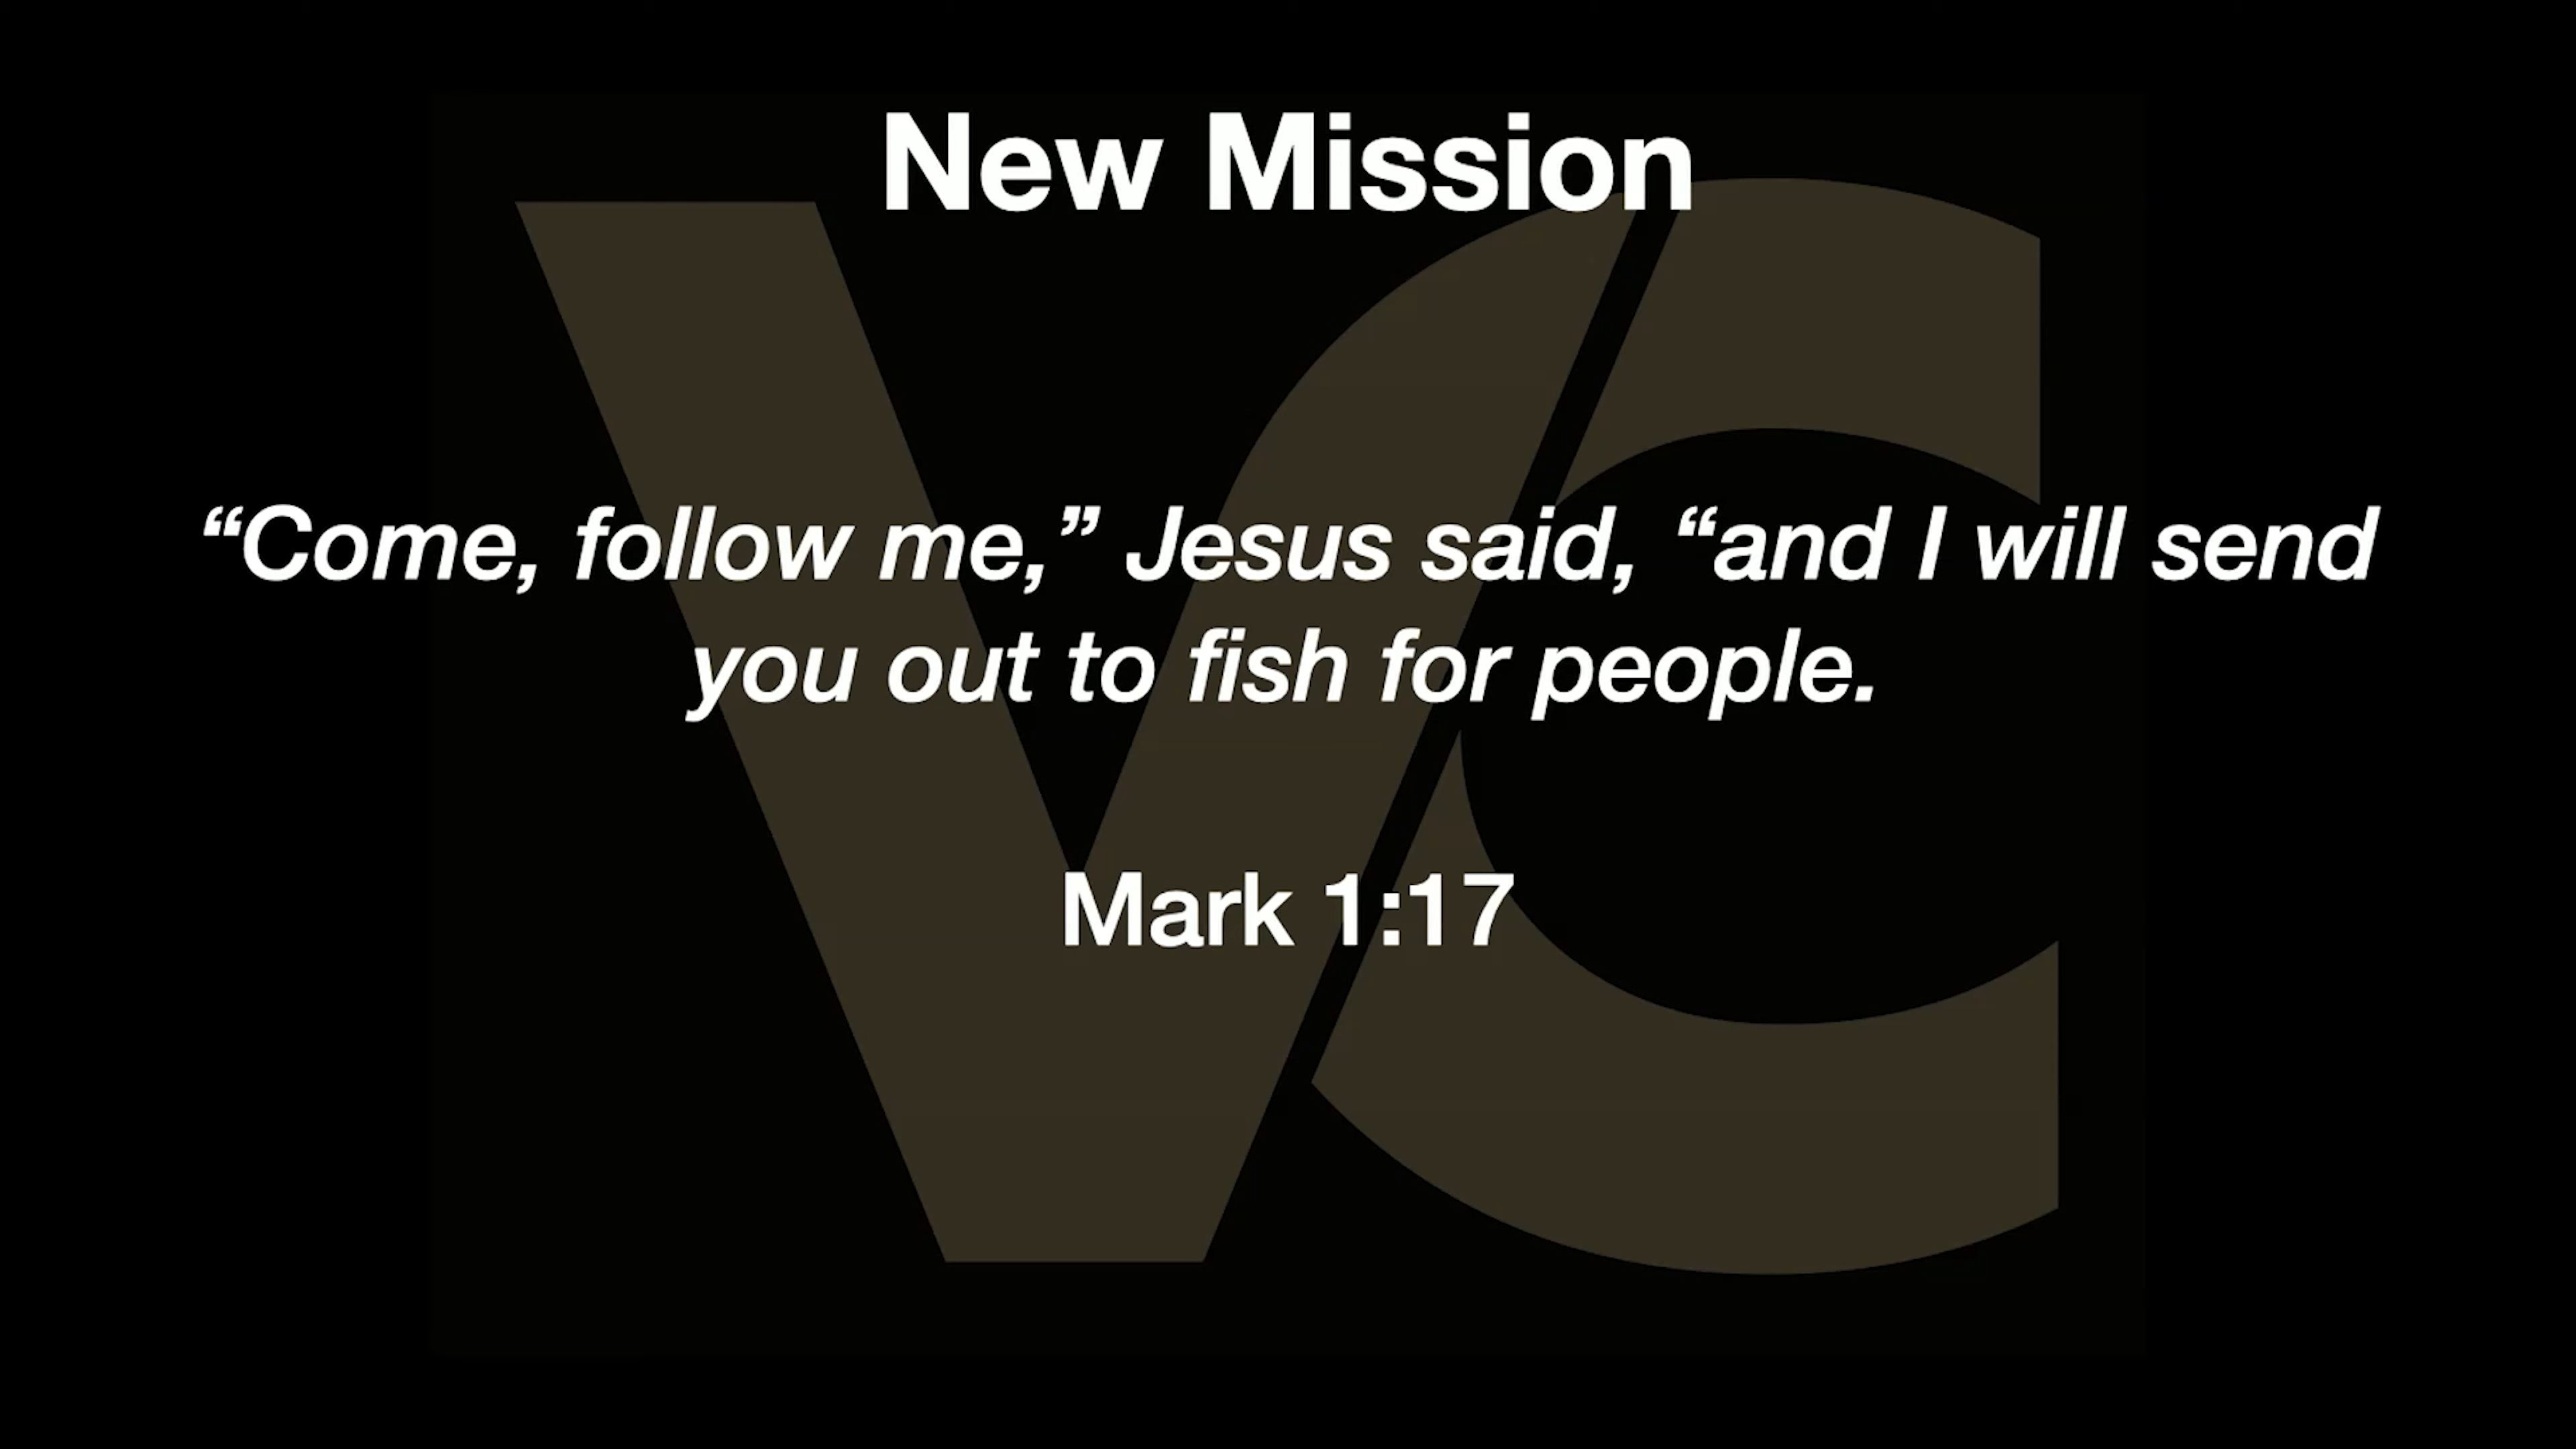 New Mission
“Come, follow me,” Jesus said, “and I will send
you out to fish for people.
Mark 1:17
VC